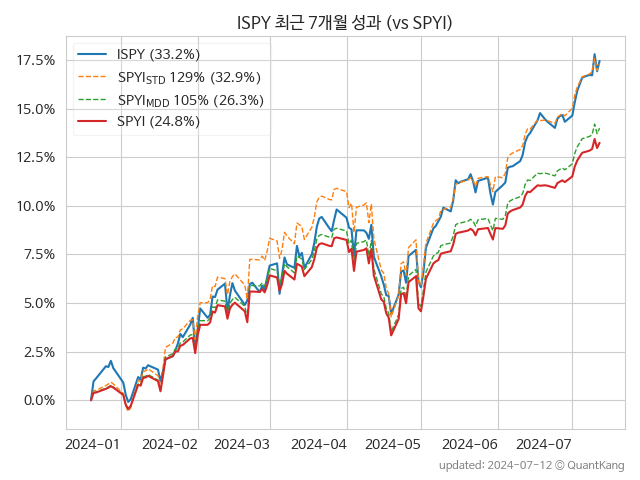 ISPY 최근 7개월 성과 (vs SPYI)
ISPY (33.2%)
SPYI_STD 129% (32.9%)
SPYI_MDD 105% (26.3%)
SPYI (24.8%)
17.5%
15.0%
12.5%
10.0%
7.5%
5.0%
2.5%
0.0%
2024-01 2024-02 2024-03 2024-04 2024-05 2024-06 2024-07
updated: 2024-07-12 © QuantKang